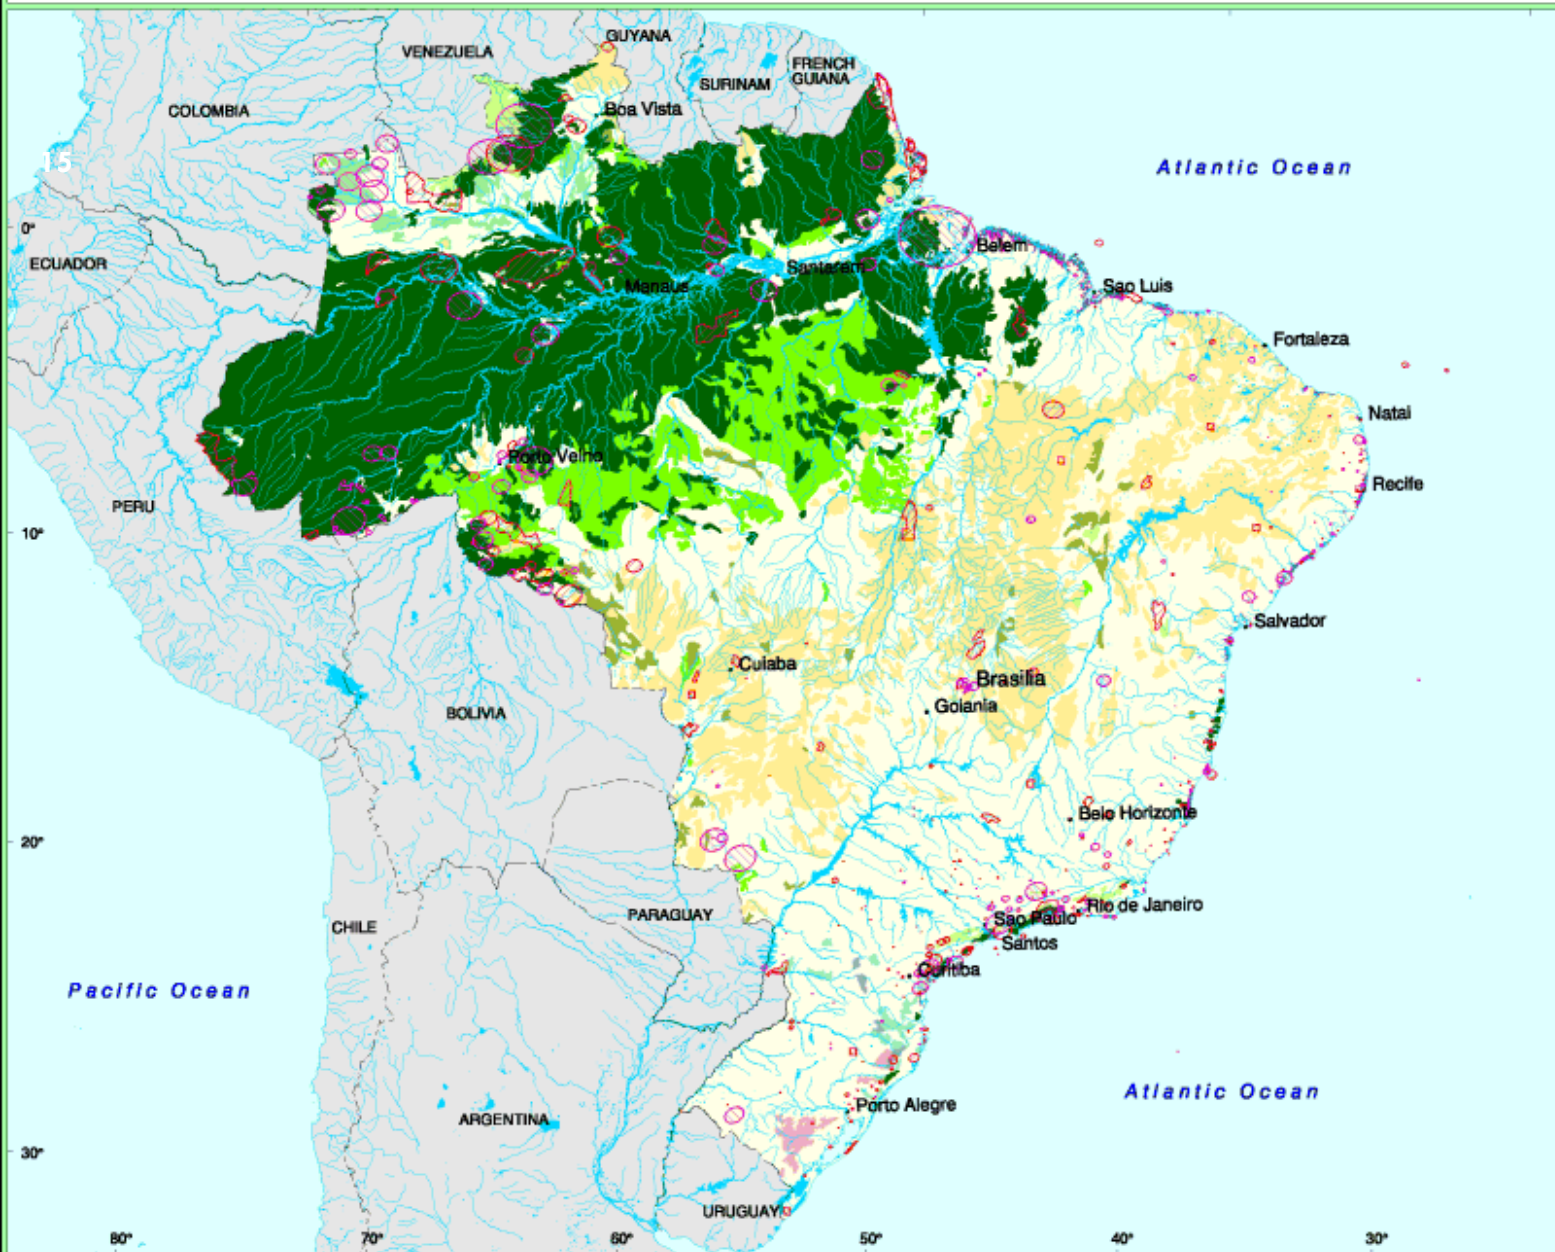 GUYANA
VENEZUELA
FRENCH
GUIANA
SURINAM
COLOMBIA
Boa Vista
15
Atlantic Ocean
0°
ECUADOR
Belem
Santarem
Manaus
Sao Luis
Fortaleza
Natal
Porto Velho
Recife
PERU
10°
Salvador
Cuiaba
Brasilia
Goiania
BOLIVIA
Belo Horizonte
20°
Rio de Janeiro
PARAGUAY
Sao Paulo
CHILE
Santos
Curitiba
Pacific Ocean
Atlantic Ocean
Porto Alegre
ARGENTINA
30°
URUGUAY
80°
70°
60°
50°
40°
30°